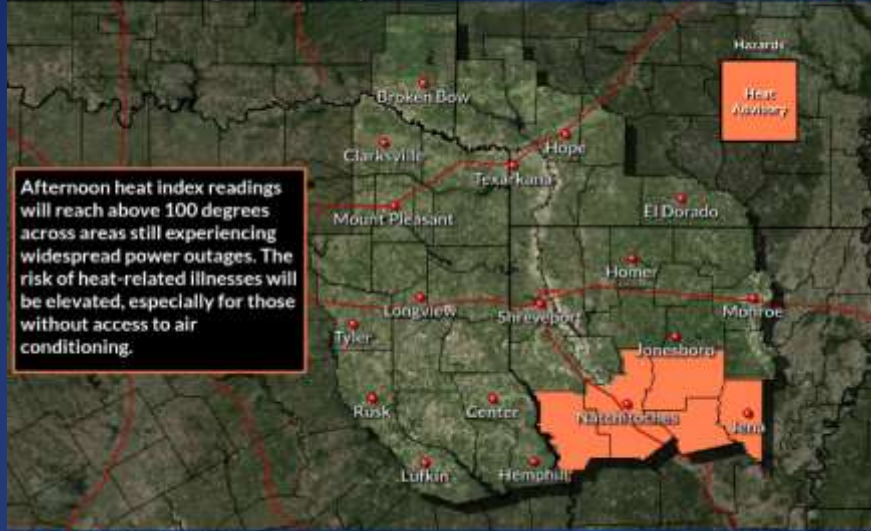 Hazards
Heat
Advisory
Broken Bow
Clarksville
Hope
Texarkana
Afternoon heat index readings
will reach above 100 degrees
across areas still experiencing
widespread power outages. The
risk of heat-related illnesses will
be elevated, especially for those
without access to air
conditioning.
Mount Pleasant
El Dorado
Homer
Longview
Shreveport
Monroe
Tyler
Jonesboro
Rusk
Center
Natchitoches
Jena
Lufkin
Hemphill